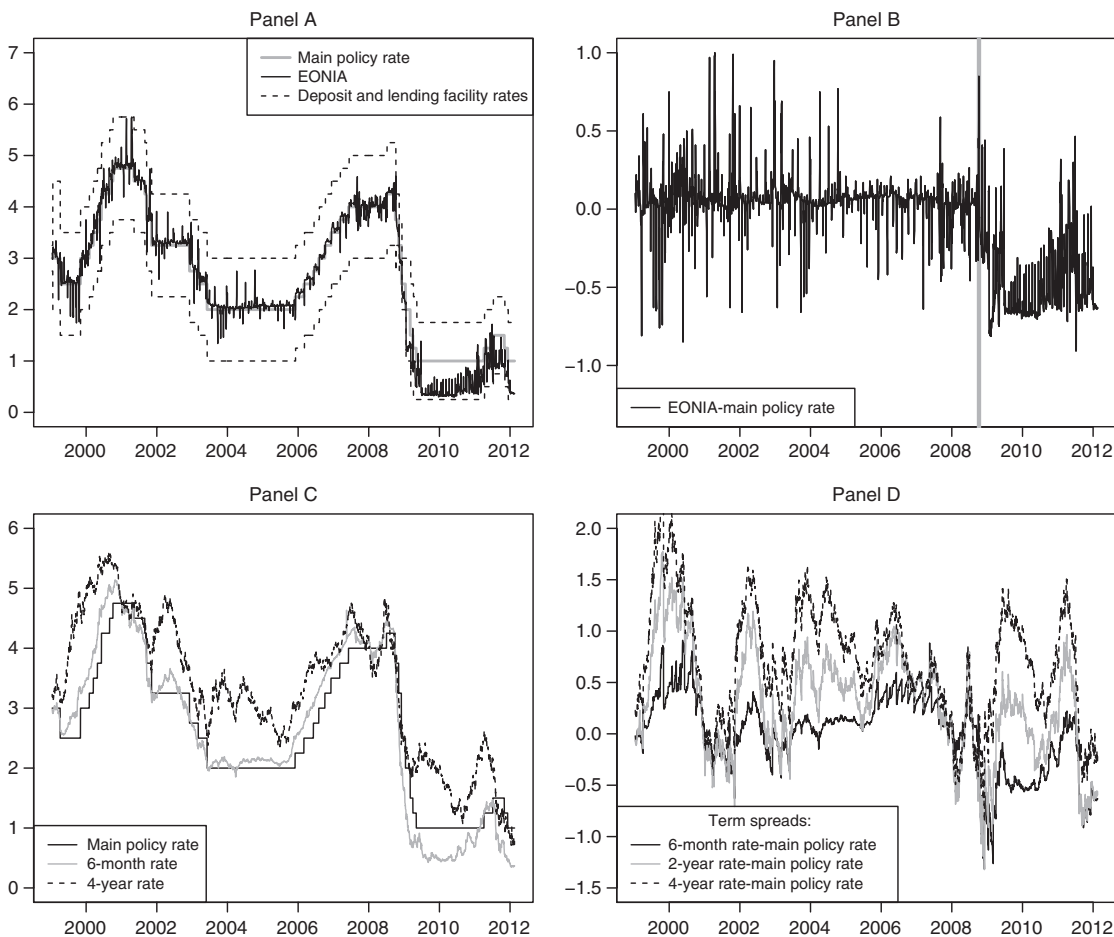 Panel A
7
6
5
4
3
2
1
0
Main policy rate
EONIA
Deposit and lending facility rates
2000 2002 2004 2006 2008 2010 2012
Panel B
1.0
0.5
0.0
−0.5
−1.0
EONIA-main policy rate
2000 2002 2004 2006 2008 2010 2012
Panel C
6
5
4
3
2
1
0
Main policy rate
6-month rate
4-year rate
2000 2002 2004 2006 2008 2010 2012
Panel D
2.0
1.5
1.0
0.5
0.0
−0.5
−1.0
−1.5
Term spreads:
6-month rate-main policy rate
2-year rate-main policy rate
4-year rate-main policy rate
2000 2002 2004 2006 2008 2010 2012